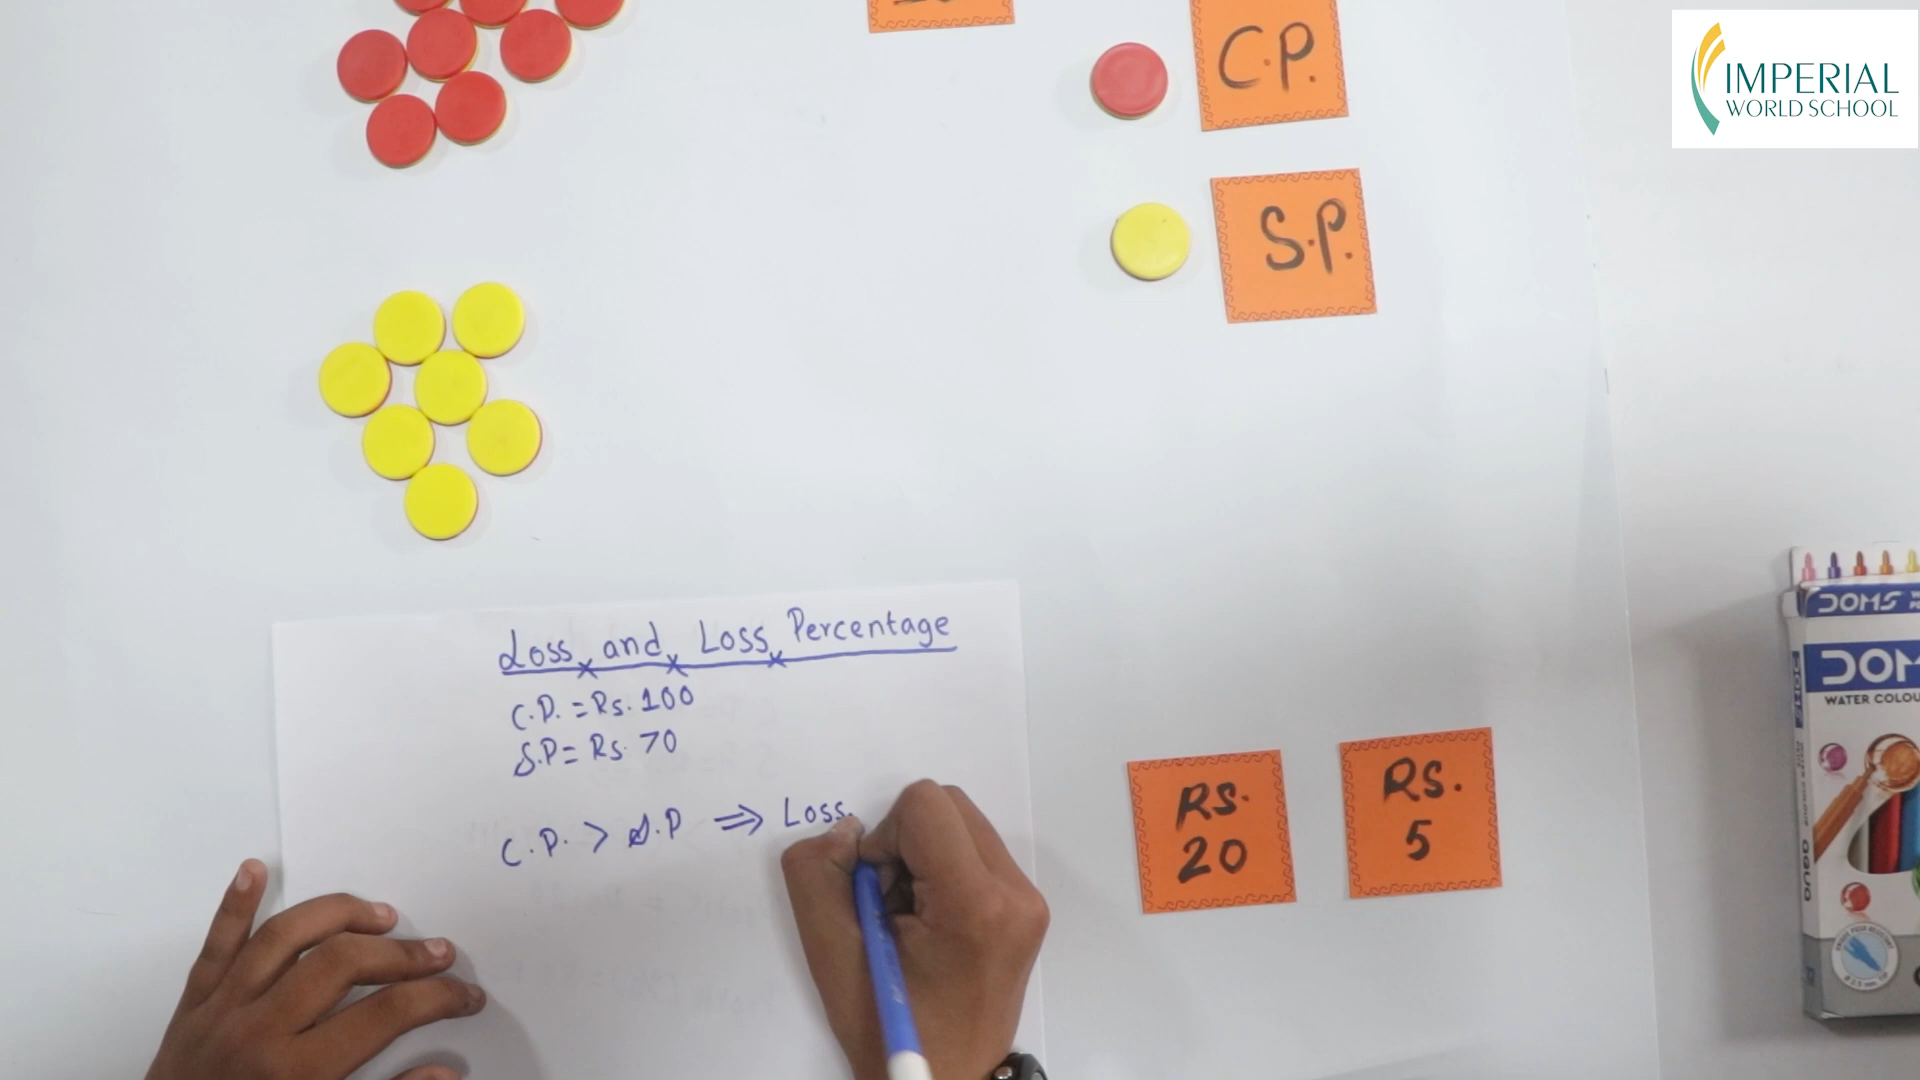 C.P.
IMPERIAL
WORLD SCHOOL
S.P.
Loss and Loss Percentage
C.P. = Rs. 100
S.P = Rs. 70
C.P. > S.P ⇒ Loss.
RS.
20
RS.
5
DOMS
DOM
WATER COLOU